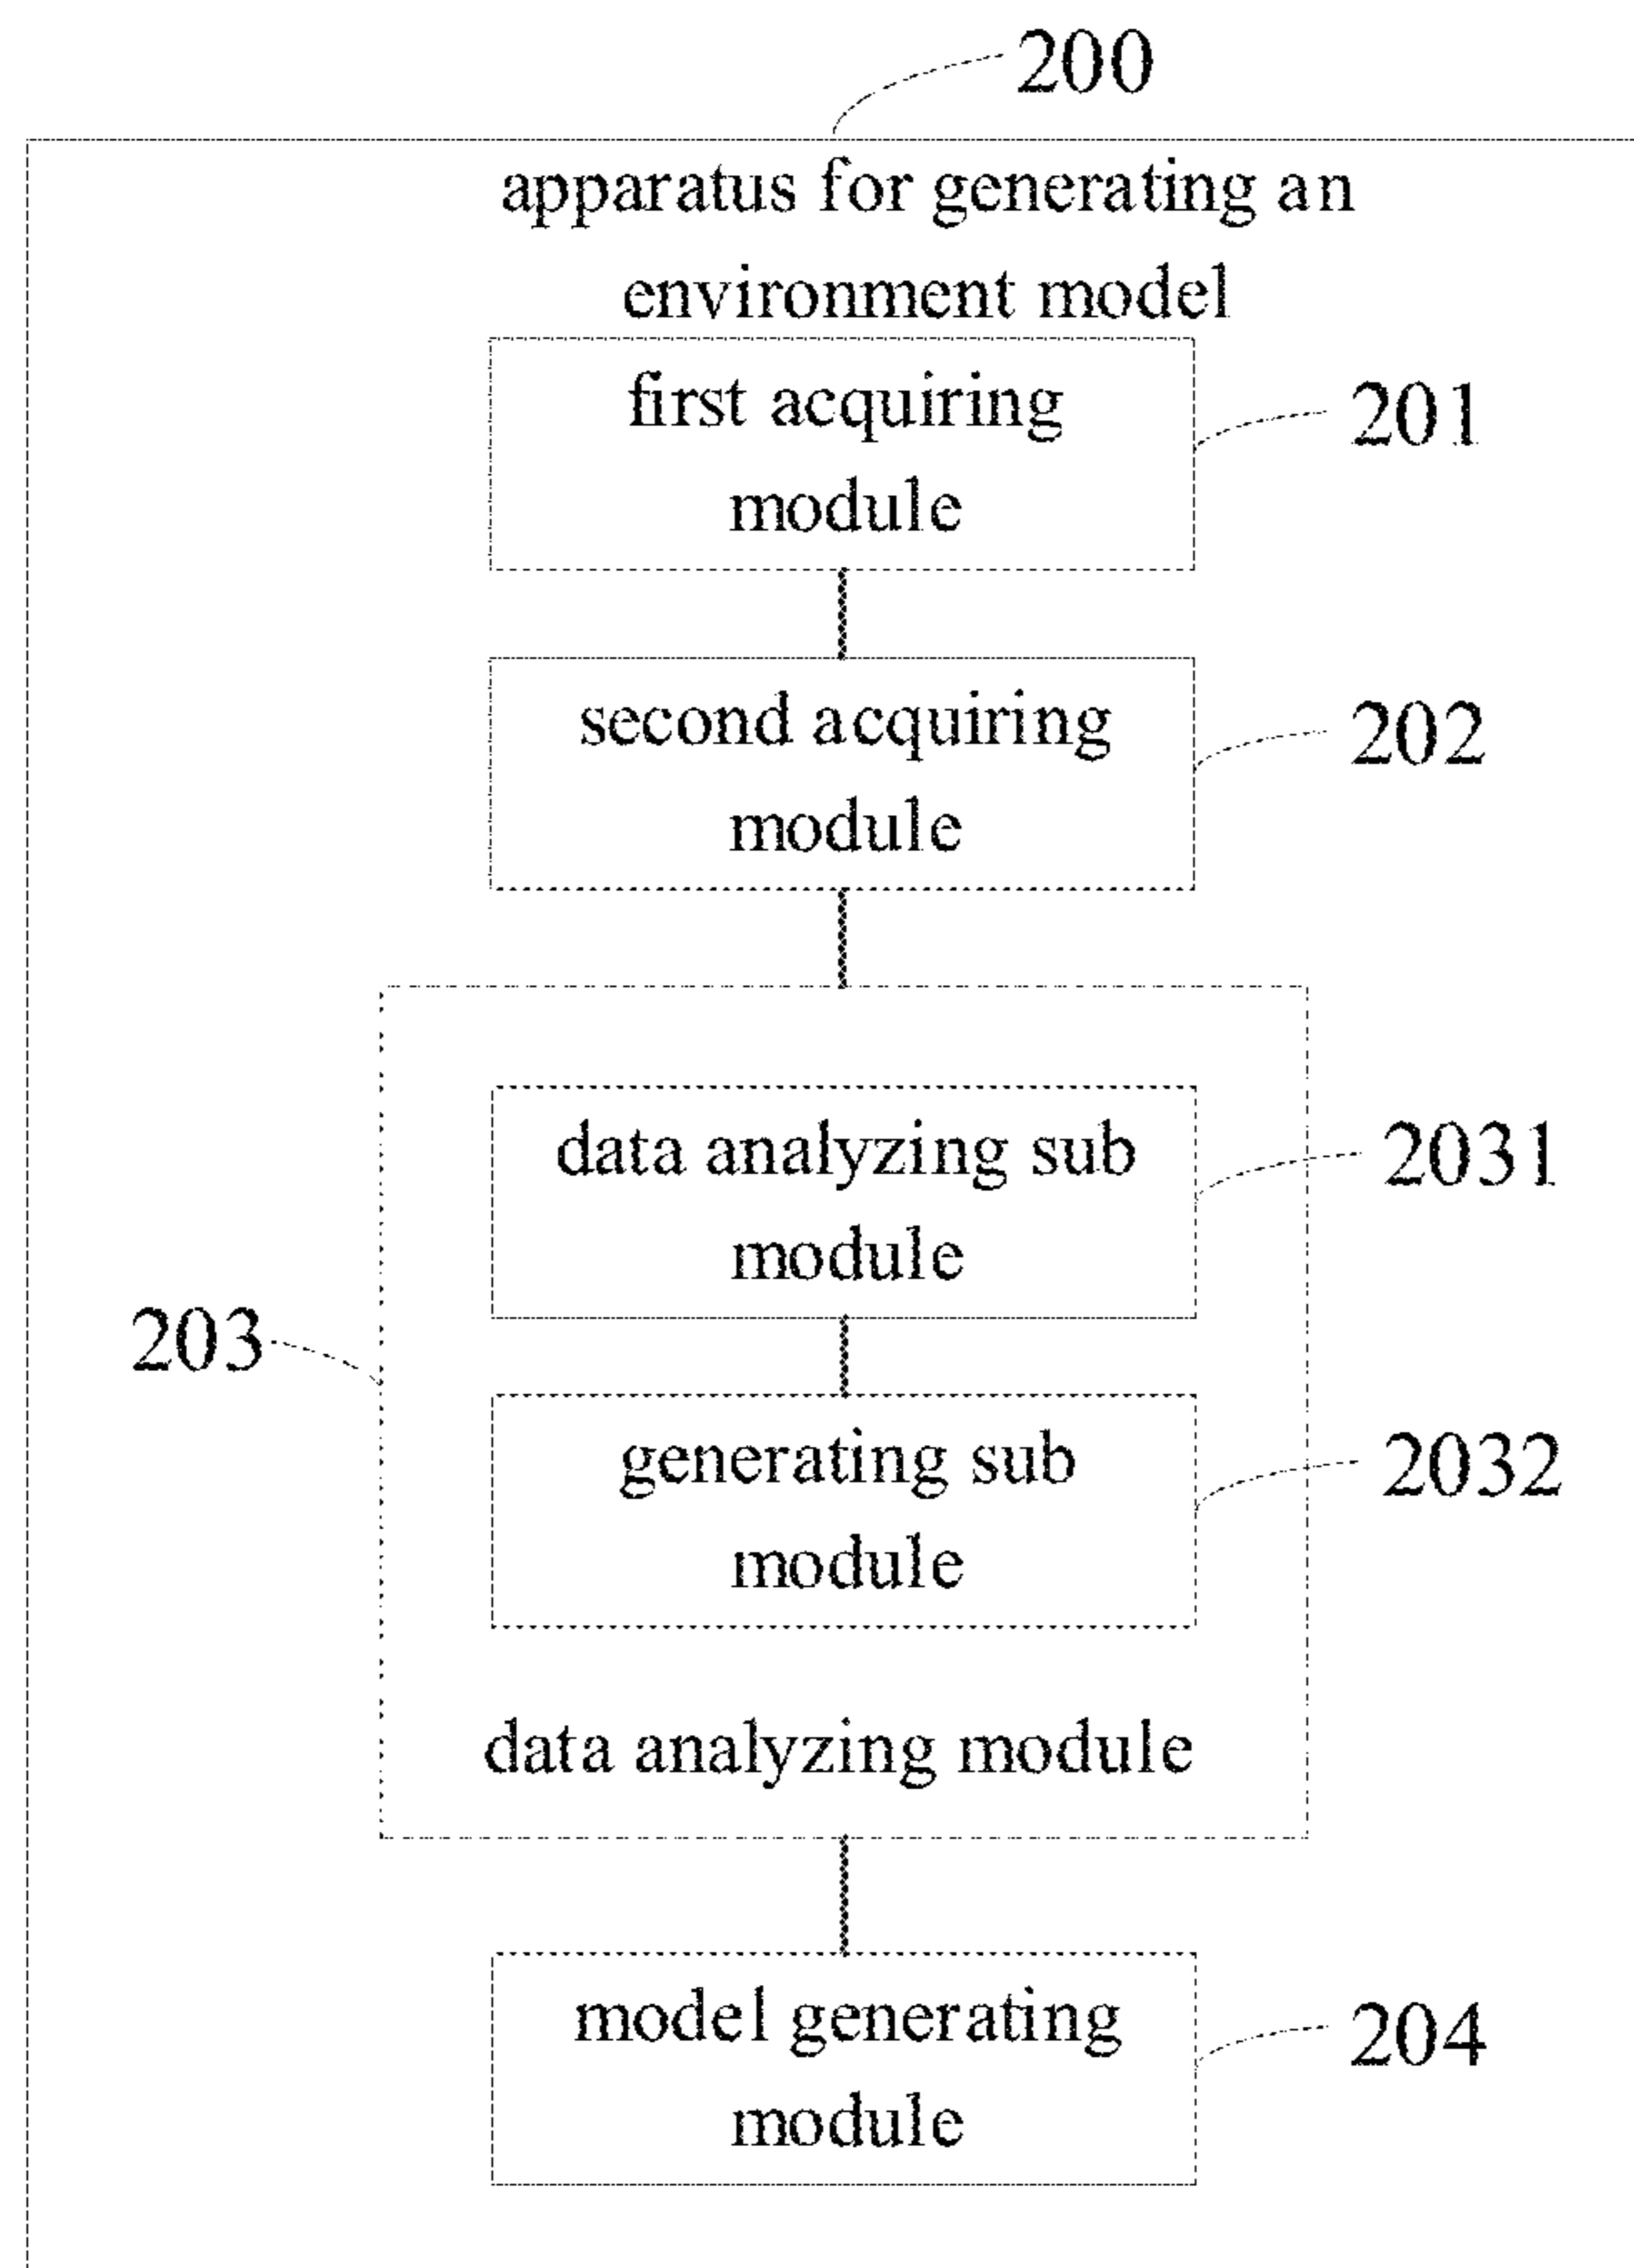 200
apparatus for generating an
environment model
first acquiring
module
201
second acquiring
module
202
data analyzing sub
module
2031
203
generating sub
module
2032
data analyzing module
model generating
module
204